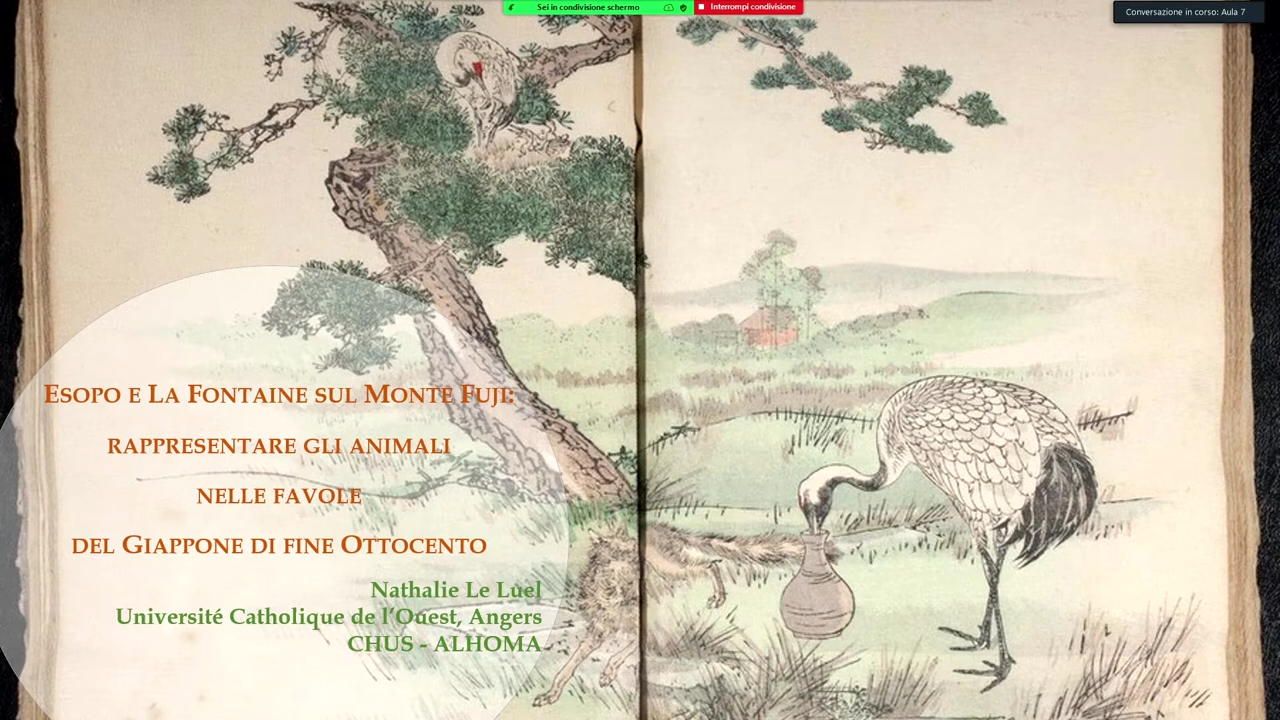 Sei in condivisione schermo
Interrompi condivisione
Conversazione in corso: Aula 7
Esopo e La Fontaine sul Monte Fuji:
rappresentare gli animali
nelle favole
del Giappone di fine Ottocento
Nathalie Le Luel
Université Catholique de l'Ouest, Angers
CHUS - ALHOMA